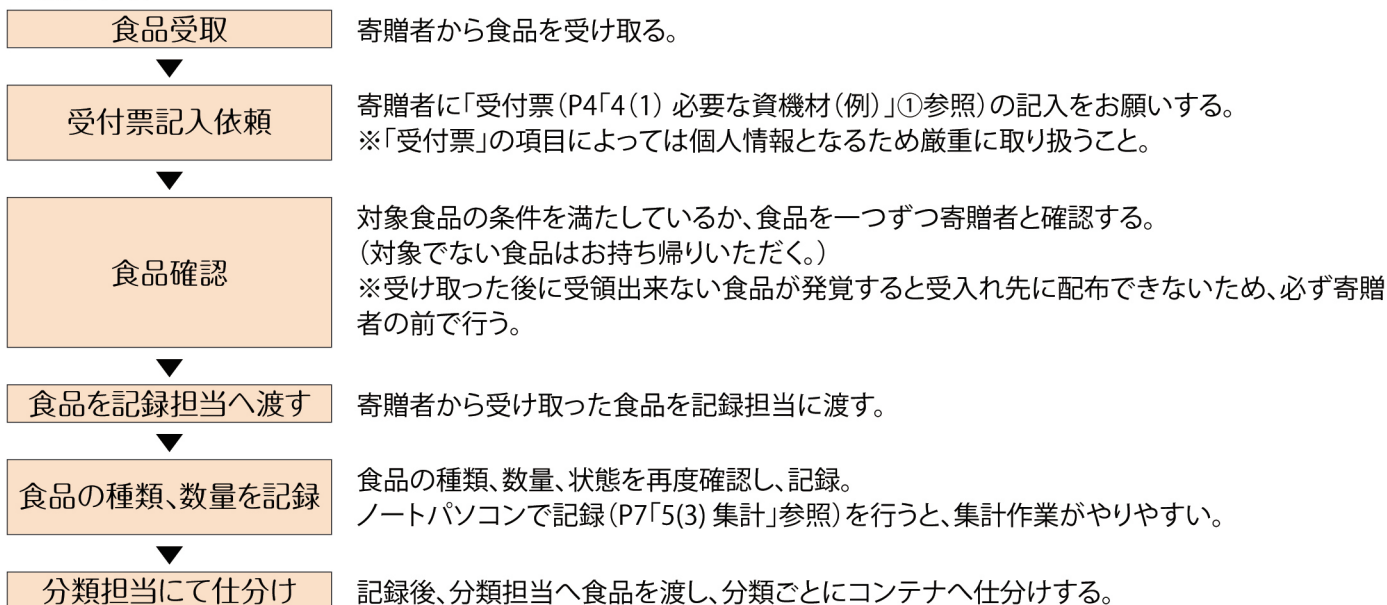 食品受取
寄贈者から食品を受け取る。
受付票記入依頼
寄贈者に「受付票(P4「4(1) 必要な資機材(例)」①参照)の記入をお願いする。
※「受付票」の項目によっては個人情報となるため厳重に取り扱うこと。
食品確認
対象食品の条件を満たしているか、食品を一つずつ寄贈者と確認する。
(対象でない食品はお持ち帰りいただく。)
※受け取った後に受領出来ない食品が発覚すると受入れ先に配布できないため、必ず寄贈
者の前で行う。
食品を記録担当へ渡す
寄贈者から受け取った食品を記録担当に渡す。
食品の種類、数量を記録
食品の種類、数量、状態を再度確認し、記録。
ノートパソコンで記録(P7「5(3) 集計」参照)を行うと、集計作業がやりやすい。
分類担当にて仕分け
記録後、分類担当へ食品を渡し、分類ごとにコンテナへ仕分けする。